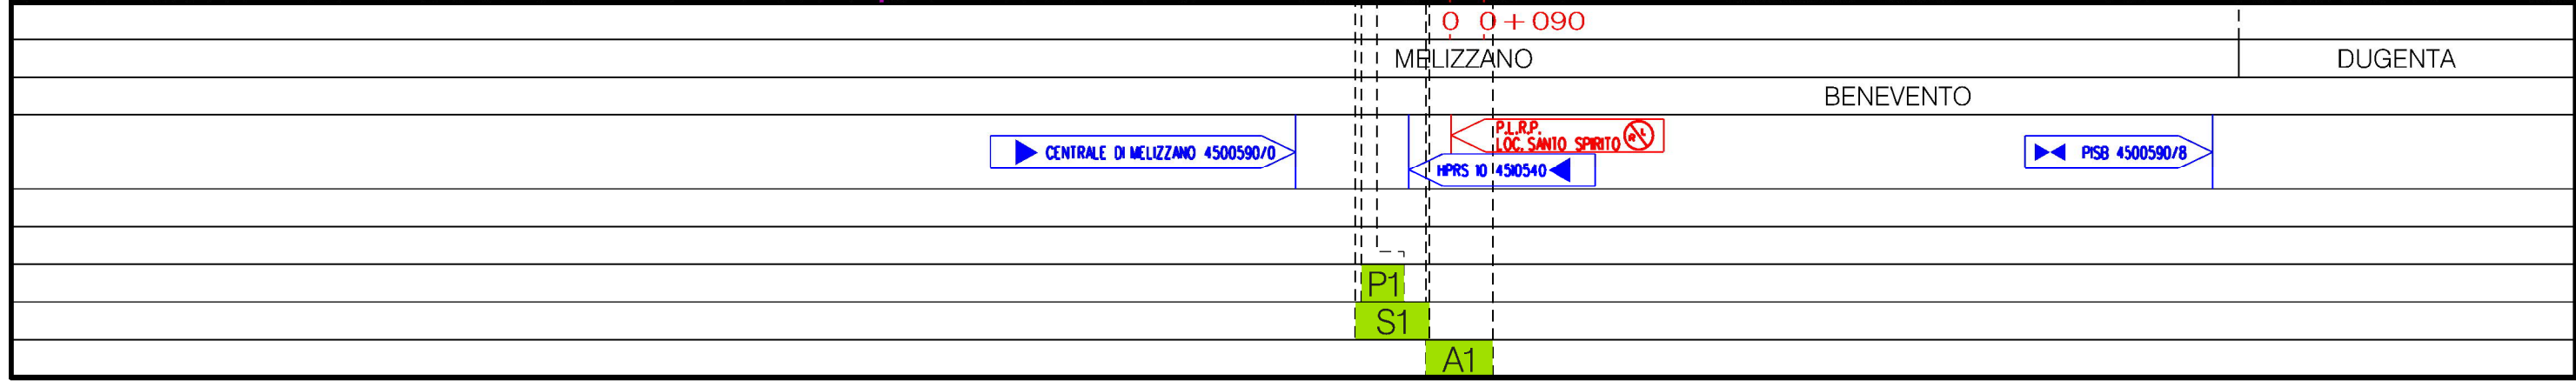 0 0+090
MELIZZANO DUGENTA
BENEVENTO
P.L.R.P.
LOC. SANTO SPIRITO R L
CENTRALE DI MELIZZANO 4500590/0
PISB 4500590/8
HPRS 10 4510540
P1
S1
A1